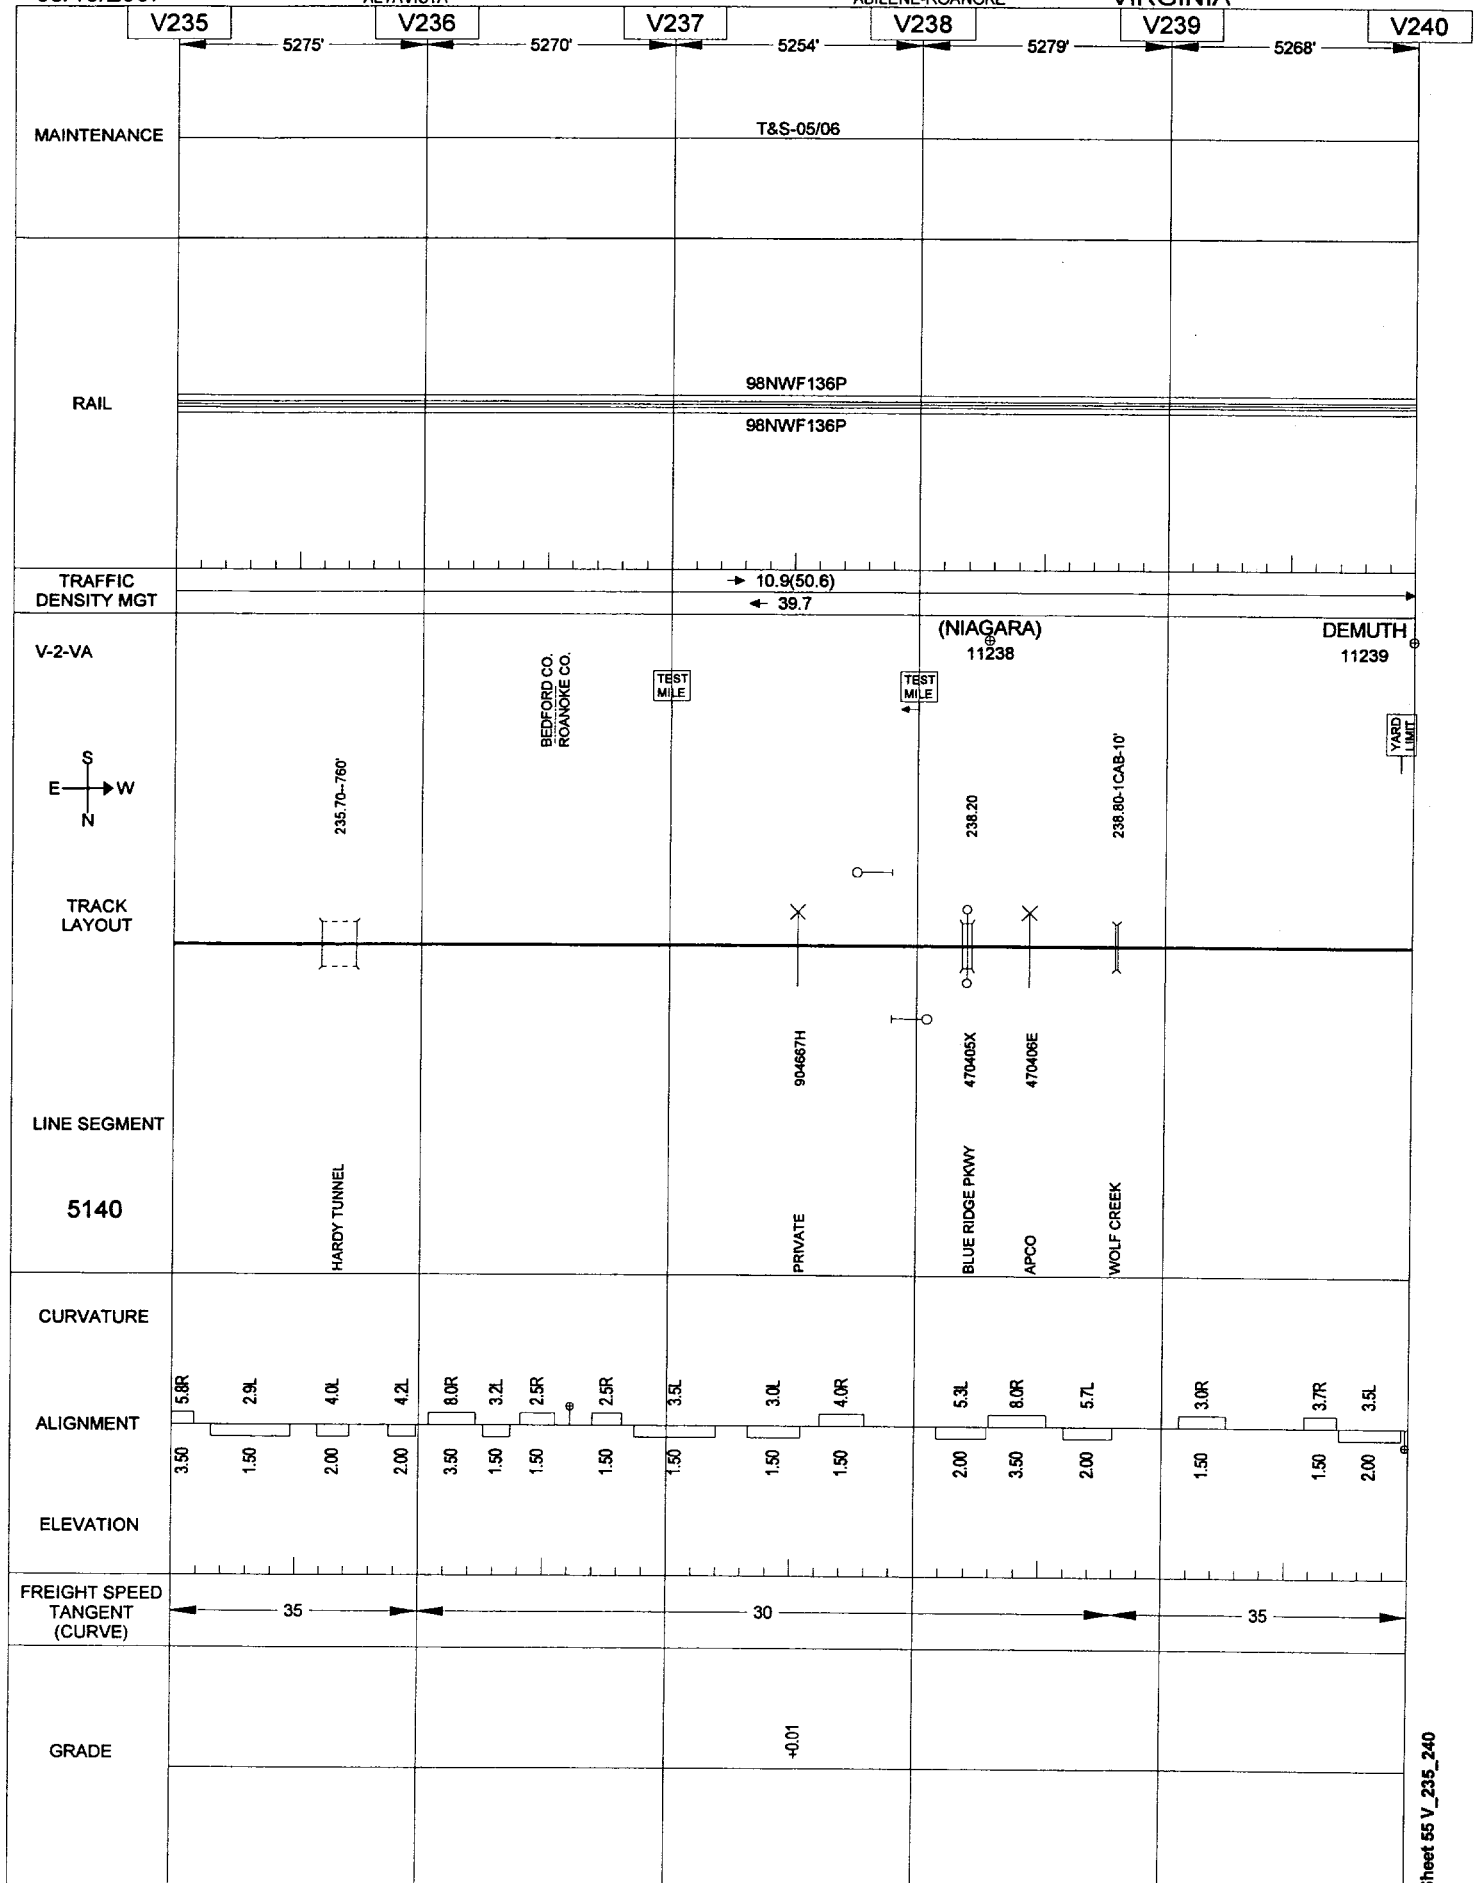 ALTAVISTA
ABILENE-ROANOKE
VIRGINIA
V235
V236
V237
V238
V239
V240
5275'
5270'
5254'
5279'
5268'
MAINTENANCE
T&S-05/06
RAIL
98NWF136P
98NWF136P
TRAFFIC
DENSITY MGT
10.9(50.6)
39.7
V-2-VA
BEDFORD CO.
ROANOKE CO.
TEST
MILE
TEST
MILE
(NIAGARA)
11238
DEMUTH
11239
YARD
LIMIT
S
E W
N
235.70--760'
238.20
238.80-1CAB-10'
TRACK
LAYOUT
904667H
470405X
470406E
LINE SEGMENT
5140
HARDY TUNNEL
PRIVATE
BLUE RIDGE PKWY
APCO
WOLF CREEK
CURVATURE
5.8R
2.9L
4.0L
4.2L
8.0R
3.2L
2.5R
2.5R
3.5L
3.0L
4.0R
5.3L
8.0R
5.7L
3.0R
3.7R
3.5L
ALIGNMENT
3.50
1.50
2.00
2.00
3.50
1.50
1.50
1.50
1.50
1.50
1.50
2.00
3.50
2.00
1.50
1.50
2.00
ELEVATION
FREIGHT SPEED
TANGENT
(CURVE)
35
30
35
GRADE
+0.01
Sheet 55 V_235_240